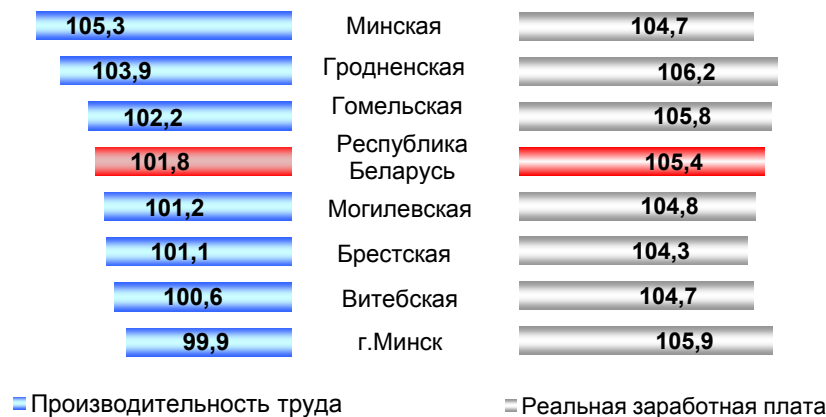 105,3 Минская 104,7
103,9 Гродненская 106,2
102,2 Гомельская 105,8
101,8 Республика
Беларусь 105,4
101,2 Могилевская 104,8
101,1 Брестская 104,3
100,6 Витебская 104,7
99,9 г.Минск 105,9
Производительность труда Реальная заработная плата